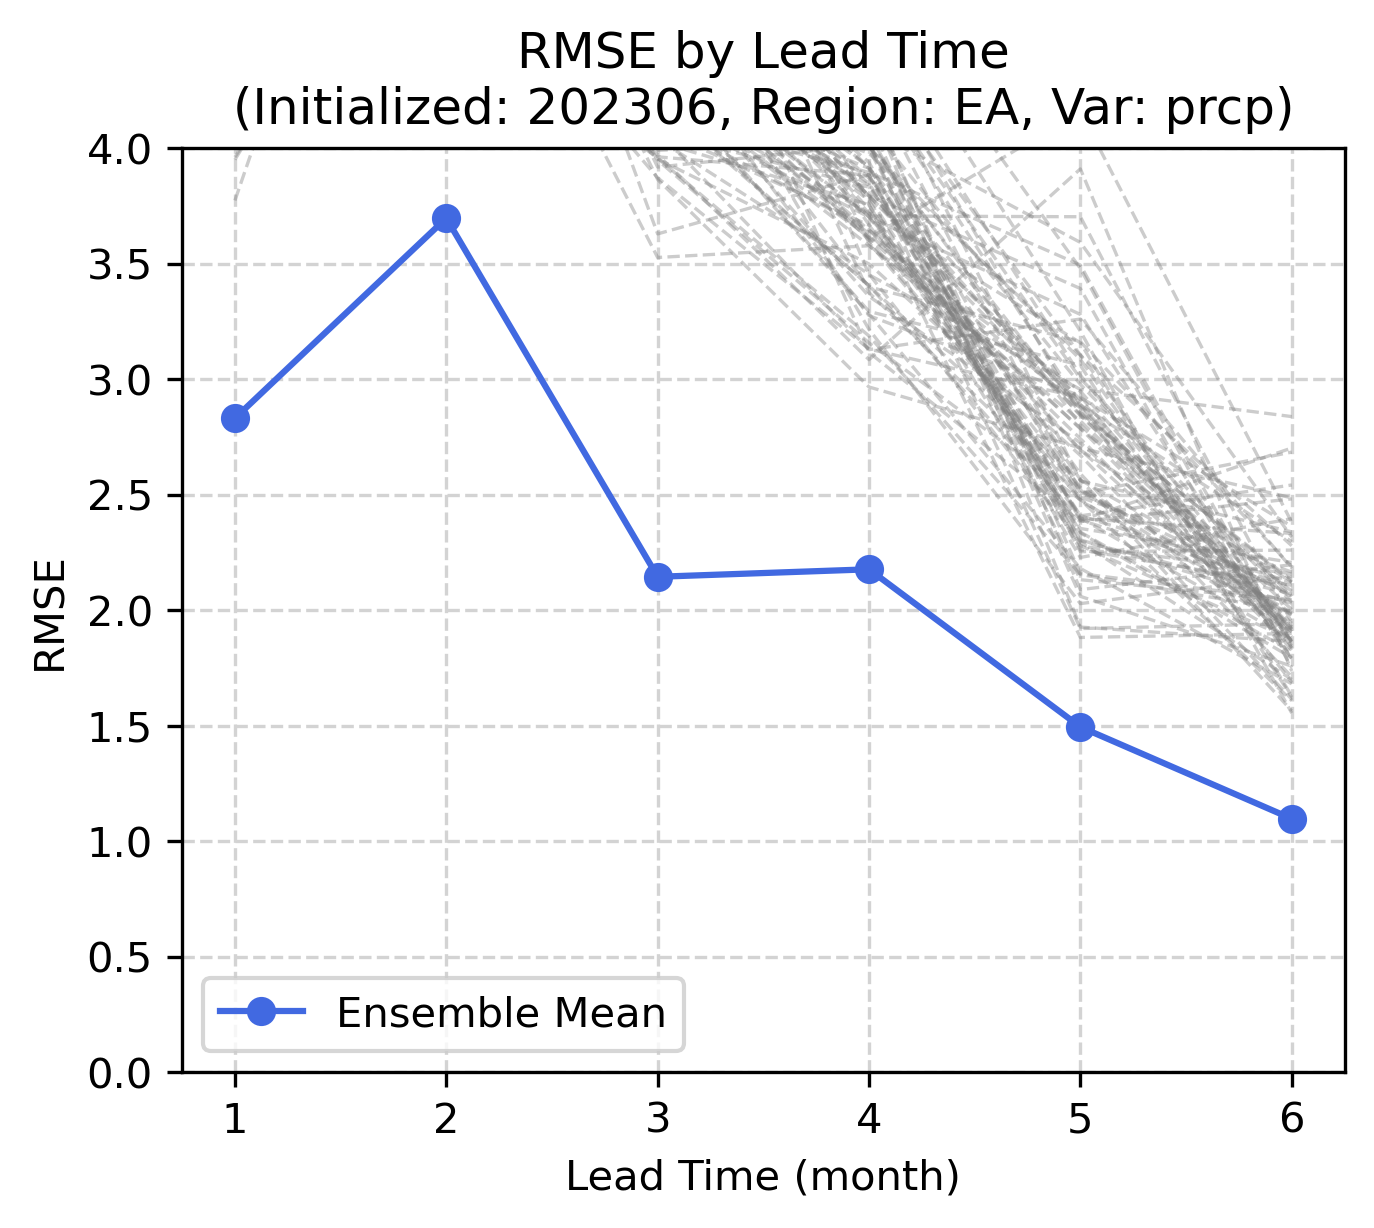 RMSE by Lead Time
(Initialized: 202306, Region: EA, Var: prcp)
4.0
3.5
3.0
2.5
2.0
1.5
1.0
0.5
0.0
RMSE
Ensemble Mean
1 2 3 4 5 6
Lead Time (month)